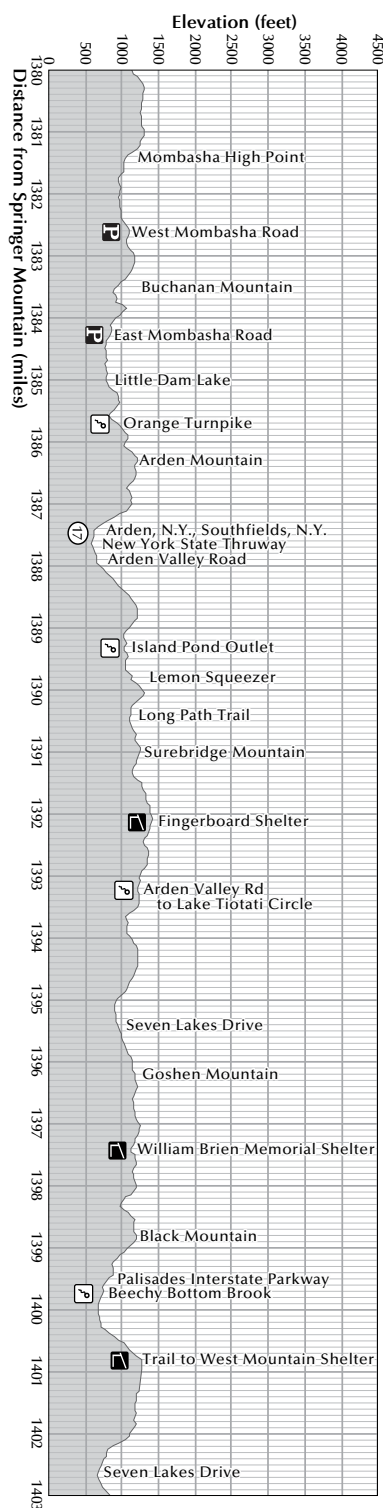 Elevation (feet)
0 500 1000 1500 2000 2500 3000 3500 4000 4500
Distance from Springer Mountain (miles)
1380
1381
Mombasha High Point
1382
P West Mombasha Road
1383
Buchanan Mountain
1384
P East Mombasha Road
1385
Little Dam Lake
Orange Turnpike
1386
Arden Mountain
1387
17 Arden, N.Y., Southfields, N.Y.
New York State Thruway
1388
Arden Valley Road
1389
Island Pond Outlet
Lemon Squeezer
1390
Long Path Trail
1391
Surebridge Mountain
1392
Fingerboard Shelter
1393
Arden Valley Rd
to Lake Tiotati Circle
1394
1395
Seven Lakes Drive
1396
Goshen Mountain
1397
William Brien Memorial Shelter
1398
Black Mountain
1399
Palisades Interstate Parkway
Beechy Bottom Brook
1400
Trail to West Mountain Shelter
1401
1402
Seven Lakes Drive
1403